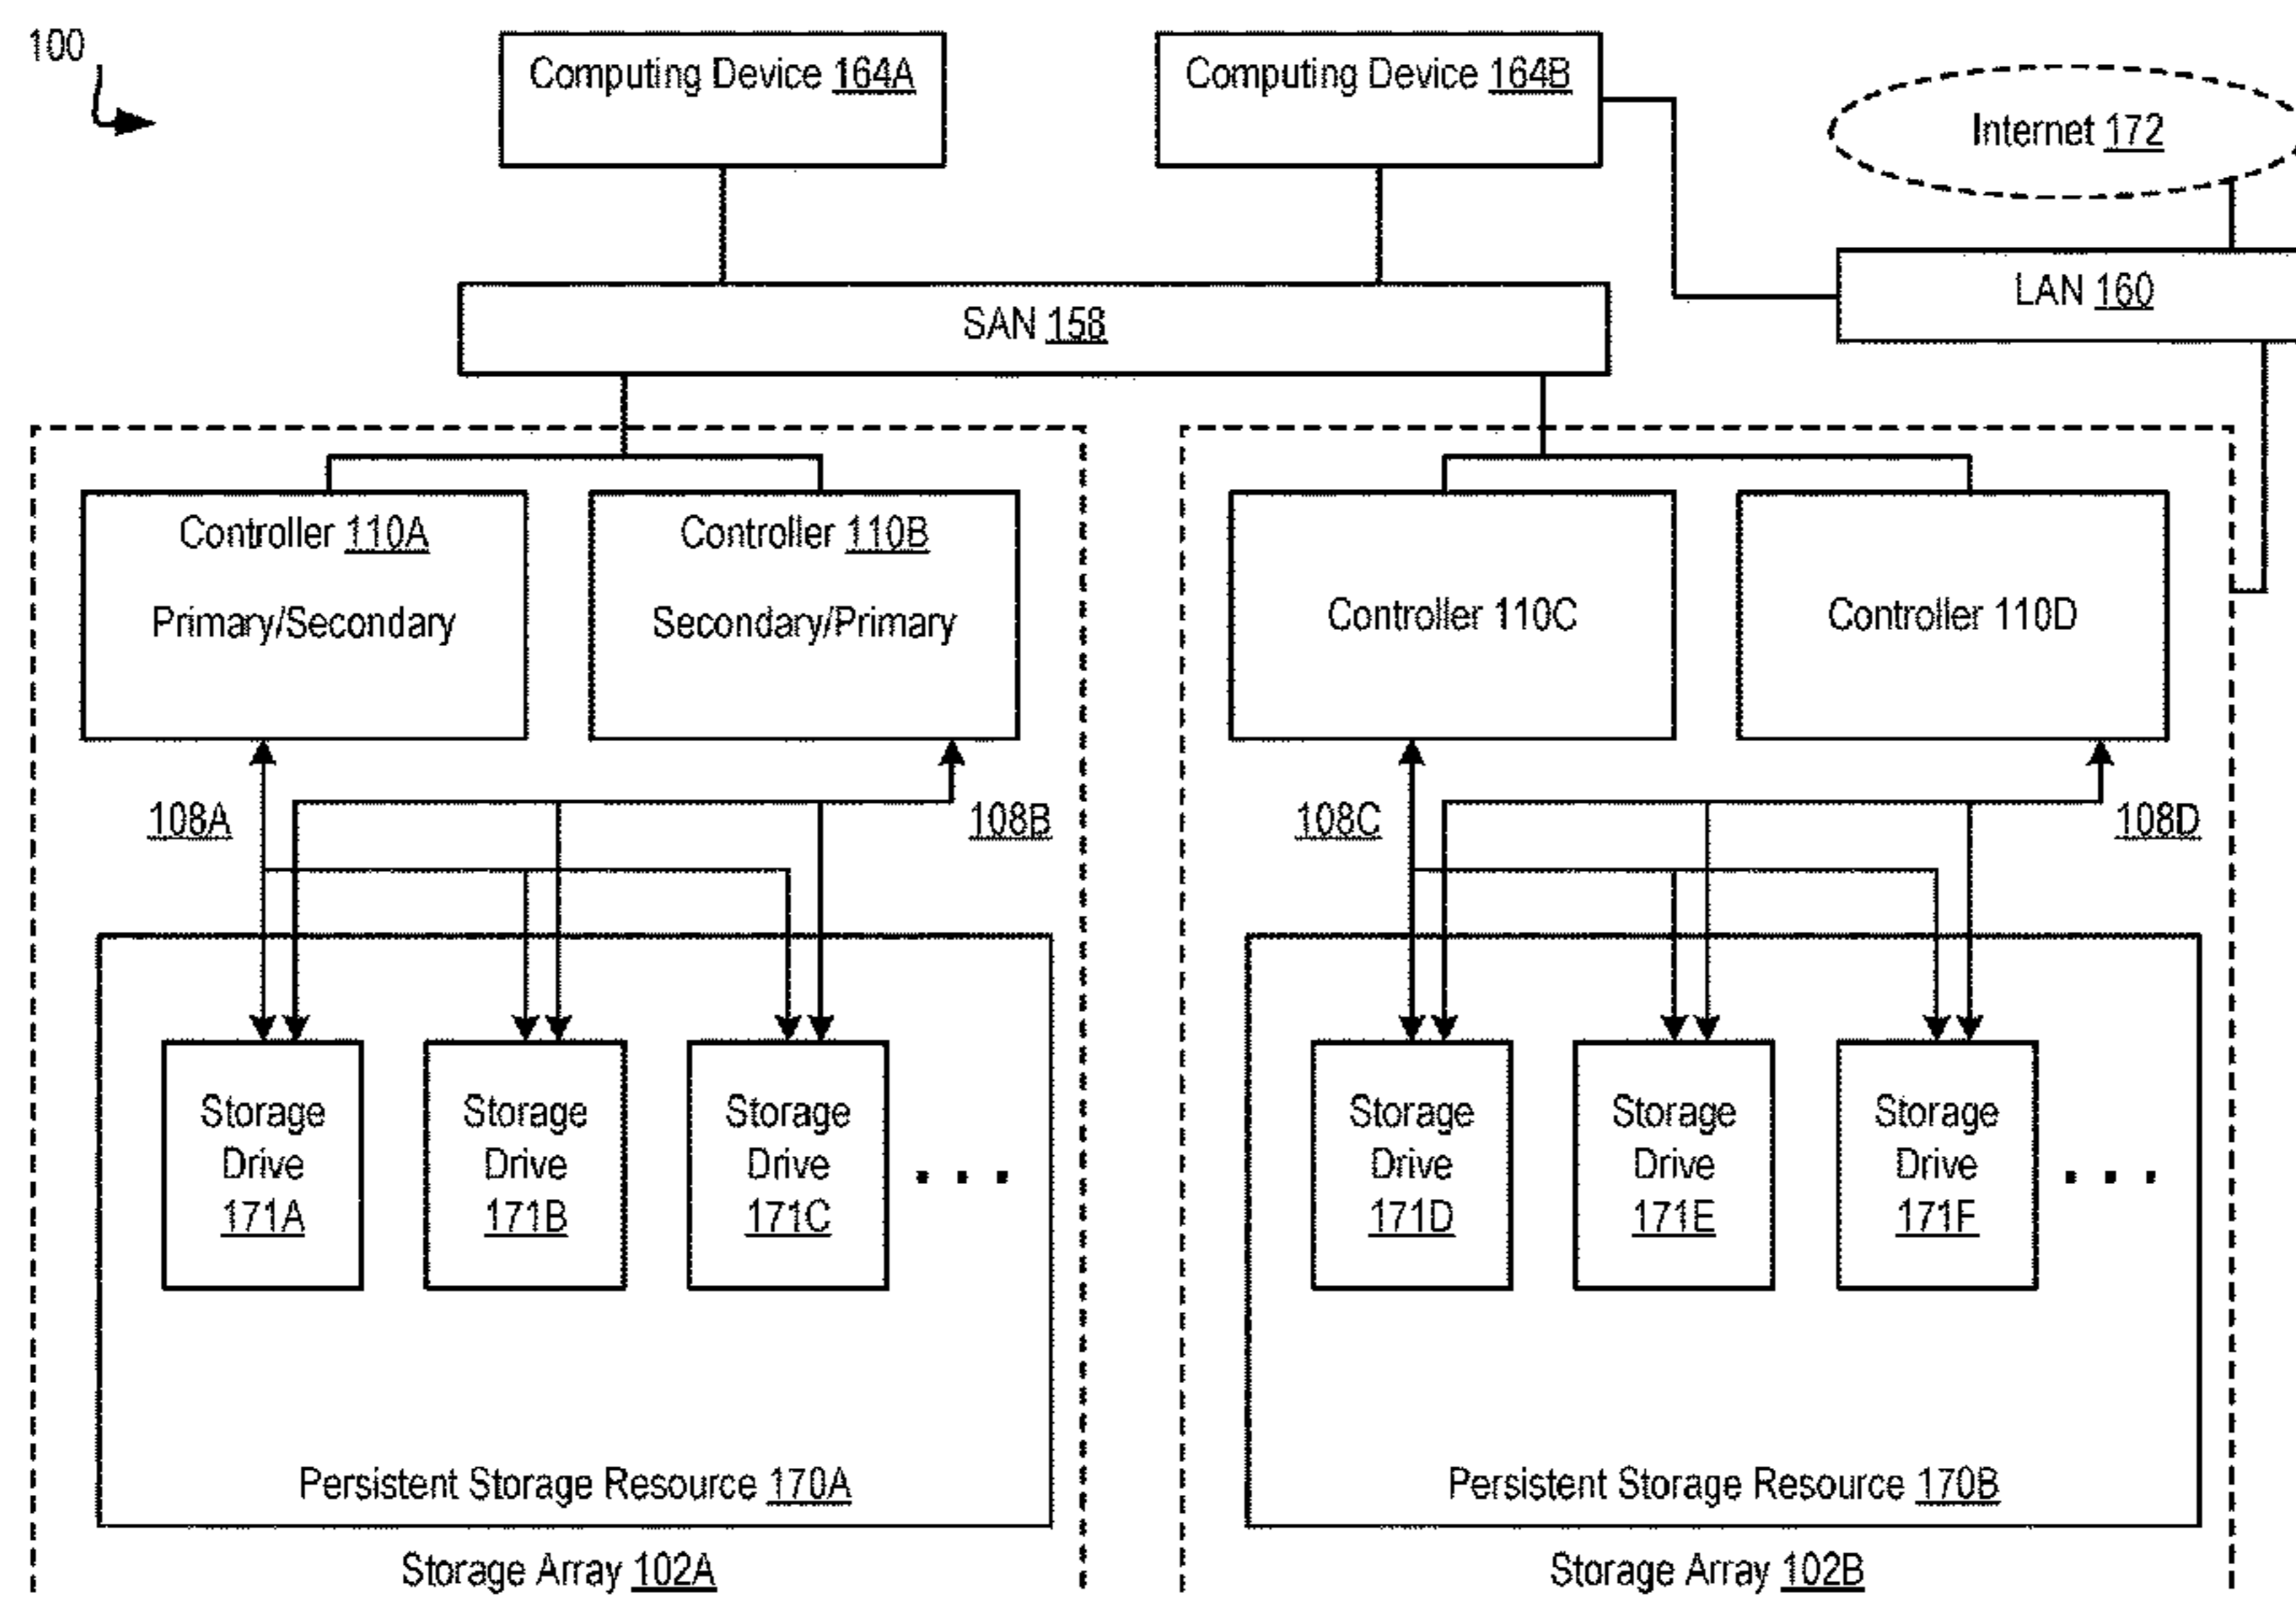 100
Computing Device 164A
Computing Device 164B
Internet 172
LAN 160
SAN 158
Controller 110A
Primary/Secondary
Controller 110B
Secondary/Primary
Controller 110C
Controller 110D
108A
108B
108C
108D
Storage
Drive
171A
Storage
Drive
171B
Storage
Drive
171C
. . .
Storage
Drive
171D
Storage
Drive
171E
Storage
Drive
171F
. . .
Persistent Storage Resource 170A
Persistent Storage Resource 170B
Storage Array 102A
Storage Array 102B